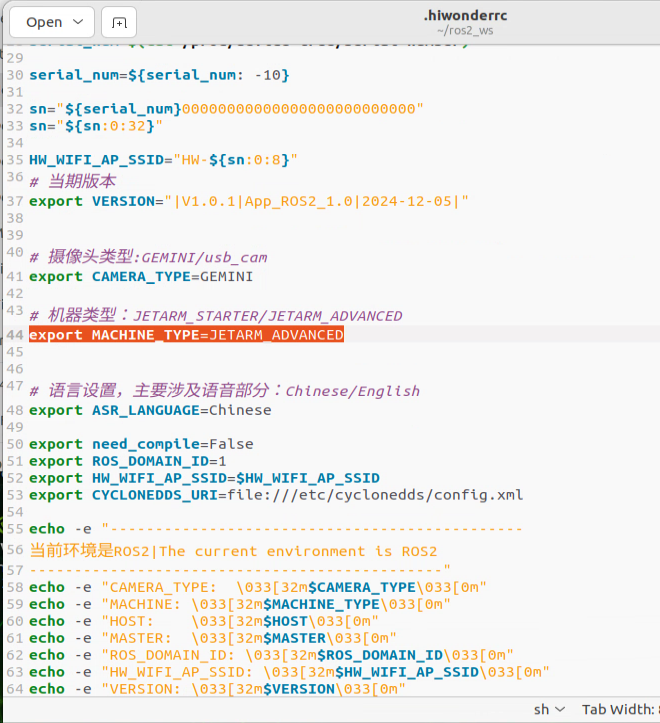 Open
.hiwonderrc
~/ros2_ws
29
30 serial_num=${serial_num: -10}
31
32 sn="${serial_num}00000000000000000000000000"
33 sn="${sn:0:32}"
34
35 HW_WIFI_AP_SSID="HW-${sn:0:8}"
36 # 当期版本
37 export VERSION="|V1.0.1|App_ROS2_1.0|2024-12-05|"
38
39
40 # 摄像头类型:GEMINI/usb_cam
41 export CAMERA_TYPE=GEMINI
42
43 # 机器类型：JETARM_STARTER/JETARM_ADVANCED
44 export MACHINE_TYPE=JETARM_ADVANCED
45
46
47 # 语言设置，主要涉及语音部分：Chinese/English
48 export ASR_LANGUAGE=Chinese
49
50 export need_compile=False
51 export ROS_DOMAIN_ID=1
52 export HW_WIFI_AP_SSID=$HW_WIFI_AP_SSID
53 export CYCLONEDDS_URI=file:///etc/cyclonedds/config.xml
54
55 echo -e "----------------------------------------------
56 当前环境是ROS2|The current environment is ROS2
57 ----------------------------------------------"
58 echo -e "CAMERA_TYPE:  \033[32m$CAMERA_TYPE\033[0m"
59 echo -e "MACHINE: \033[32m$MACHINE_TYPE\033[0m"
60 echo -e "HOST:    \033[32m$HOST\033[0m"
61 echo -e "MASTER:  \033[32m$MASTER\033[0m"
62 echo -e "ROS_DOMAIN_ID: \033[32m$ROS_DOMAIN_ID\033[0m"
63 echo -e "HW_WIFI_AP_SSID: \033[32m$HW_WIFI_AP_SSID\033[0m"
64 echo -e "VERSION: \033[32m$VERSION\033[0m"
sh Tab Width: